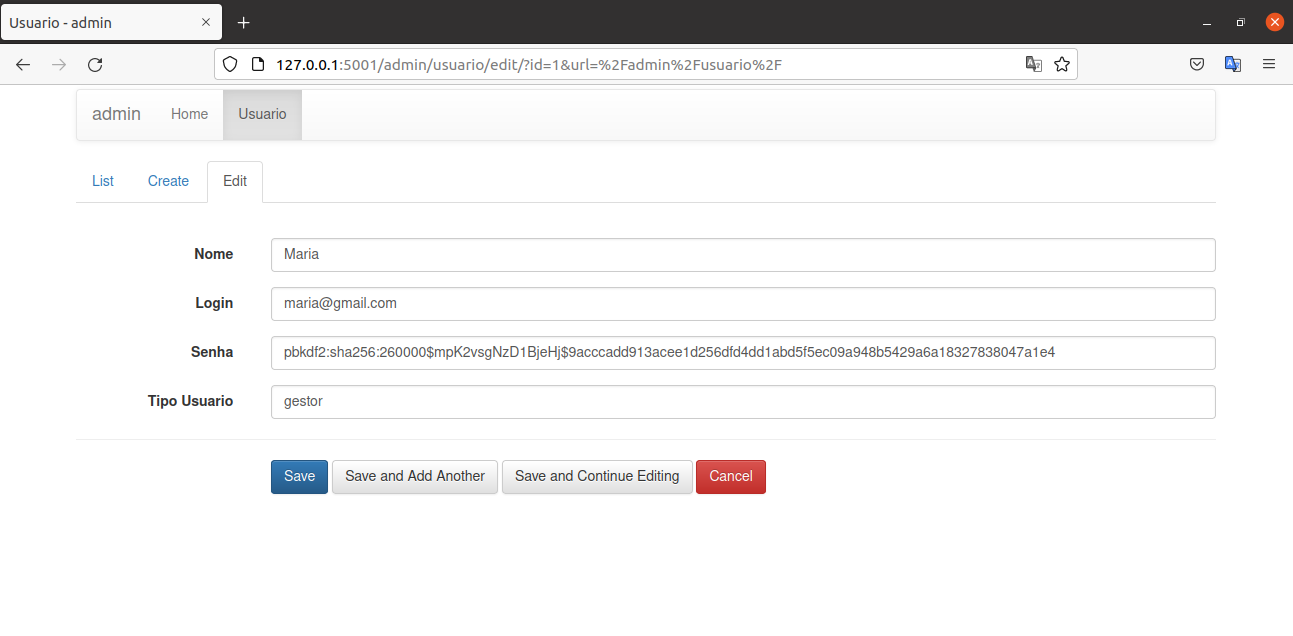 Usuario - admin
127.0.0.1:5001/admin/usuario/edit/?id=1&url=%2Fadmin%2Fusuario%2F
admin Home Usuario
List Create Edit
Nome Maria
Login maria@gmail.com
Senha pbkdf2:sha256:260000$mpK2vsgNzD1BjeHj$9acccadd913acee1d256dfd4dd1abd5f5ec09a948b5429a6a18327838047a1e4
Tipo Usuario gestor
Save Save and Add Another Save and Continue Editing Cancel